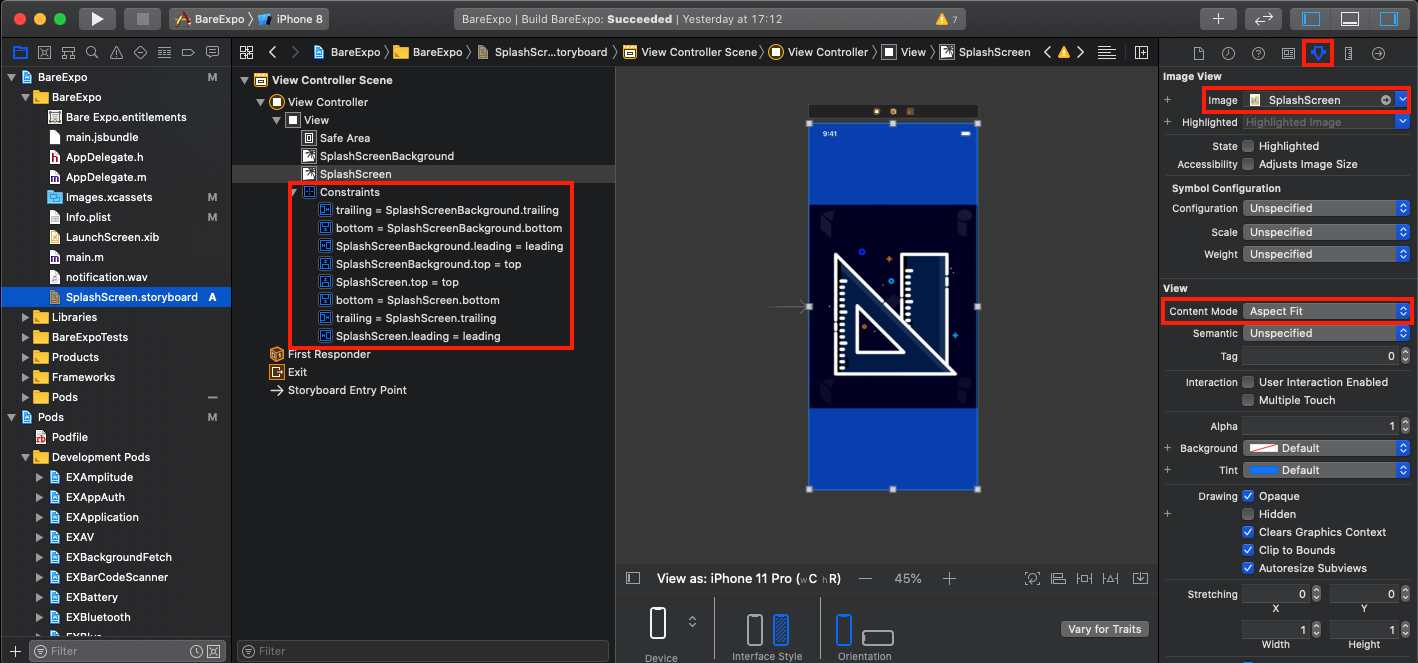 BareExpo
iPhone 8
BareExpo | Build BareExpo: Succeeded | Yesterday at 17:12
7
BareExpo
BareExpo
SplashScr...toryboard
View Controller Scene
View Controller
View
SplashScreen
BareExpo M
BareExpo
Bare Expo.entitlements
main.jsbundle
AppDelegate.h
AppDelegate.m
Images.xcassets M
Info.plist M
LaunchScreen.xib
main.m
notification.wav
SplashScreen.storyboard A
Libraries
BareExpoTests
Products
Frameworks
Pods
Pods M
Podfile
Development Pods
EXAmplitude
EXAppAuth
EXApplication
EXAV
EXBackgroundFetch
EXBarCodeScanner
EXBattery
EXBluetooth
Filter
View Controller Scene
View Controller
View
Safe Area
SplashScreenBackground
SplashScreen
Constraints
trailing = SplashScreenBackground.trailing
bottom = SplashScreenBackground.bottom
SplashScreenBackground.leading = leading
SplashScreenBackground.top = top
SplashScreen.top = top
bottom = SplashScreen.bottom
trailing = SplashScreen.trailing
SplashScreen.leading = leading
First Responder
Exit
Storyboard Entry Point
Filter
9:41
View as: iPhone 11 Pro (wC hR)
45%
Device
Interface Style
Orientation
Vary for Traits
Image View
Image SplashScreen
Highlighted Highlighted Image
State Highlighted
Accessibility Adjusts Image Size
Symbol Configuration
Configuration Unspecified
Scale Unspecified
Weight Unspecified
View
Content Mode Aspect Fit
Semantic Unspecified
Tag 0
Interaction User Interaction Enabled
Multiple Touch
Alpha 1
Background Default
Tint Default
Drawing Opaque
Hidden
Clears Graphics Context
Clip to Bounds
Autoresize Subviews
Stretching 0 0
X Y
1 1
Width Height